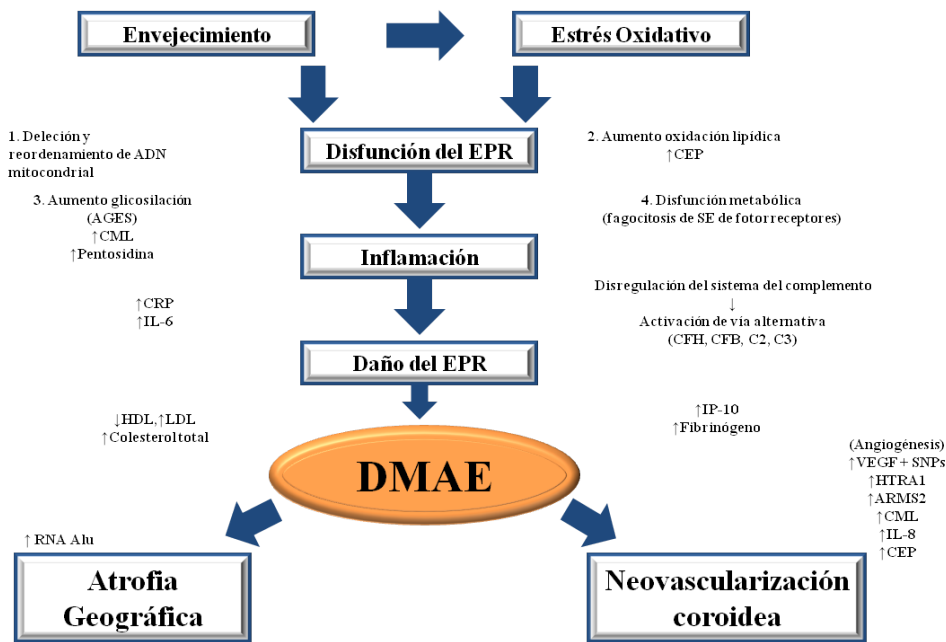 Envejecimiento
Estrés Oxidativo
1. Deleción y
reordenamiento de ADN
mitocondrial
Disfunción del EPR
2. Aumento oxidación lipídica
↑CEP
3. Aumento glicosilación
(AGES)
↑CML
↑Pentosidina
4. Disfunción metabólica
(fagocitosis de SE de fotorreceptores)
Inflamación
↑CRP
↑IL-6
Disregulación del sistema del complemento
↓
Activación de vía alternativa
(CFH, CFB, C2, C3)
Daño del EPR
↓HDL,↑LDL
↑Colesterol total
↑IP-10
↑Fibrinógeno
DMAE
(Angiogénesis)
↑VEGF + SNPs
↑HTRA1
↑ARMS2
↑CML
↑IL-8
↑CEP
↑ RNA Alu
Atrofia
Geográfica
Neovascularización
coroidea